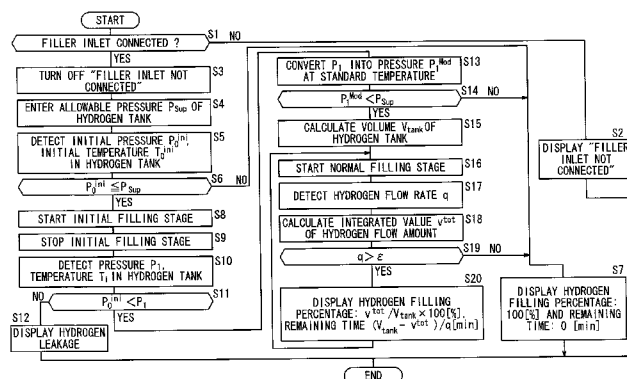 START
S1
NO
FILLER INLET CONNECTED ?
YES
S3
TURN OFF "FILLER INLET NOT
CONNECTED"
S4
ENTER ALLOWABLE PRESSURE PSup OF
HYDROGEN TANK
S5
DETECT INITIAL PRESSURE P0ini,
INITIAL TEMPERATURE T0ini
IN HYDROGEN TANK
S6
NO
P0ini ≦ PSup
YES
S8
START INITIAL FILLING STAGE
S9
STOP INITIAL FILLING STAGE
S10
DETECT PRESSURE P1,
TEMPERATURE T1 IN HYDROGEN TANK
S11
NO
P0ini < P1
YES
S12
DISPLAY HYDROGEN
LEAKAGE
S13
CONVERT P1 INTO PRESSURE P1Mod
AT STANDARD TEMPERATURE
S14
NO
P1Mod < PSup
YES
S15
CALCULATE VOLUME Vtank OF
HYDROGEN TANK
S16
START NORMAL FILLING STAGE
S17
DETECT HYDROGEN FLOW RATE q
S18
CALCULATE INTEGRATED VALUE vtot
OF HYDROGEN FLOW AMOUNT
S19
NO
q > ε
YES
S20
DISPLAY HYDROGEN FILLING
PERCENTAGE: vtot/Vtank × 100[%],
REMAINING TIME (Vtank − vtot)/q[min]
S2
DISPLAY "FILLER
INLET NOT
CONNECTED"
S7
DISPLAY HYDROGEN
FILLING PERCENTAGE:
100[%] AND REMAINING
TIME: 0 [min]
END